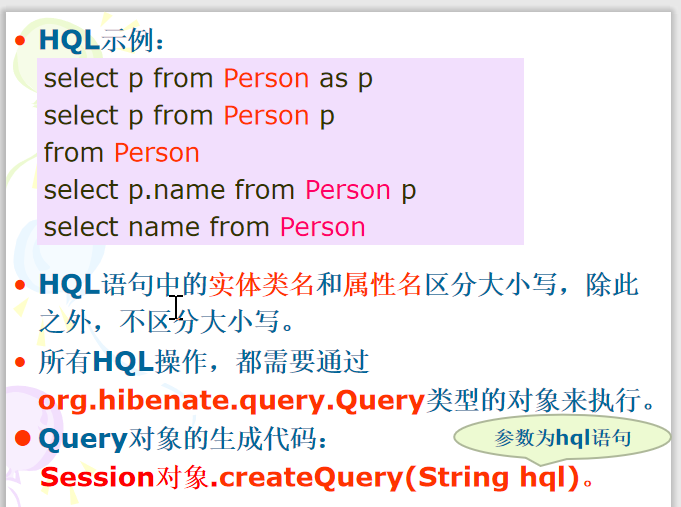 HQL示例：
select p from Person as p
select p from Person p
from Person
select p.name from Person p
select name from Person
HQL语句中的实体类名和属性名区分大小写，除此
之外，不区分大小写。
所有HQL操作，都需要通过
org.hibenate.query.Query类型的对象来执行。
Query对象的生成代码：
参数为hql语句
Session对象.createQuery(String hql)。